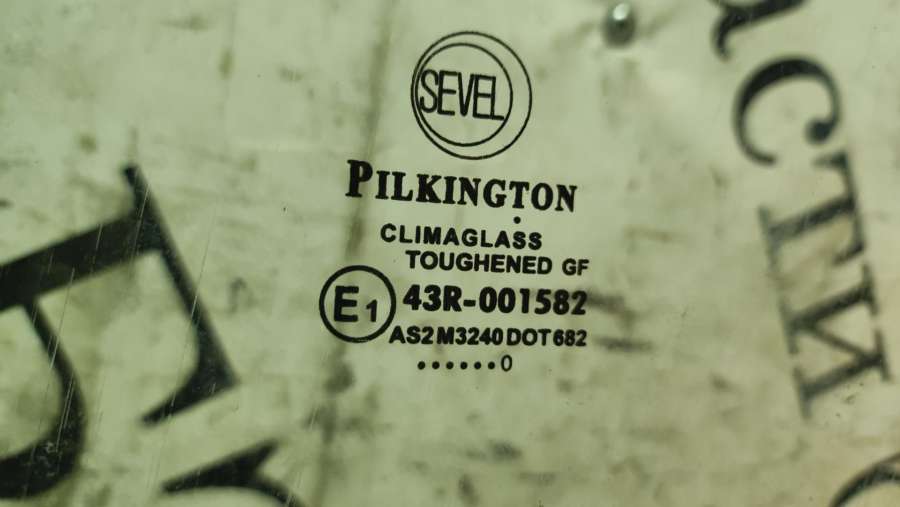 SEVEL
PILKINGTON
CLIMAGLASS
TOUGHENED GF
E1 43R-001582
AS2 M3240 DOT 682
......0